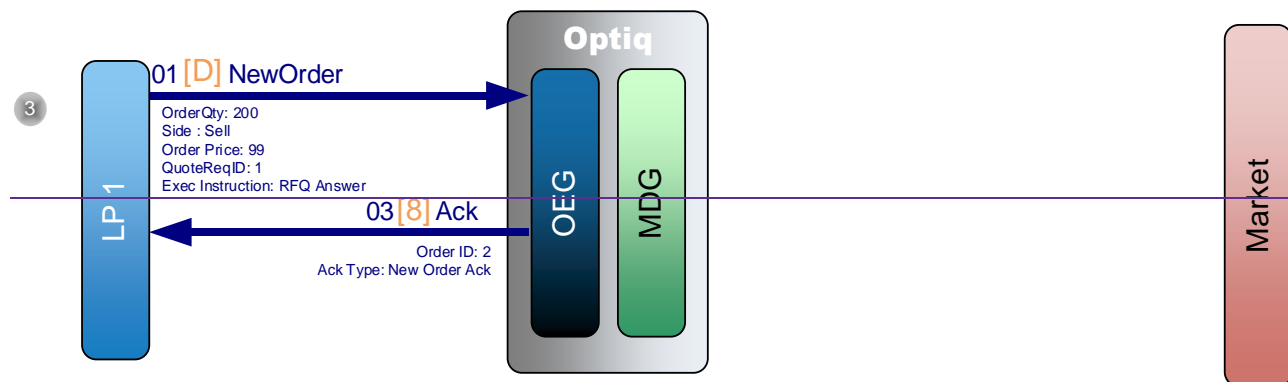 Optiq
01 [D] NewOrder
3
OrderQty: 200
Side : Sell
Order Price: 99
QuoteReqID: 1
Exec Instruction: RFQ Answer
LP 1
OEG
MDG
Market
03 [8] Ack
Order ID: 2
Ack Type: New Order Ack